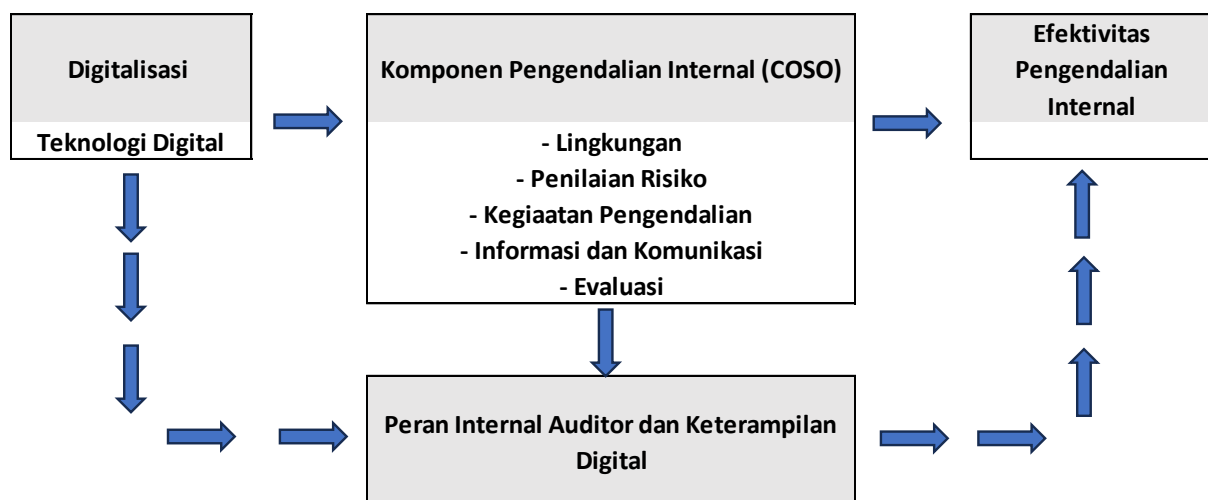 Digitalisasi
Teknologi Digital
Komponen Pengendalian Internal (COSO)
- Lingkungan
- Penilaian Risiko
- Kegiaatan Pengendalian
- Informasi dan Komunikasi
- Evaluasi
Efektivitas
Pengendalian
Internal
Peran Internal Auditor dan Keterampilan
Digital